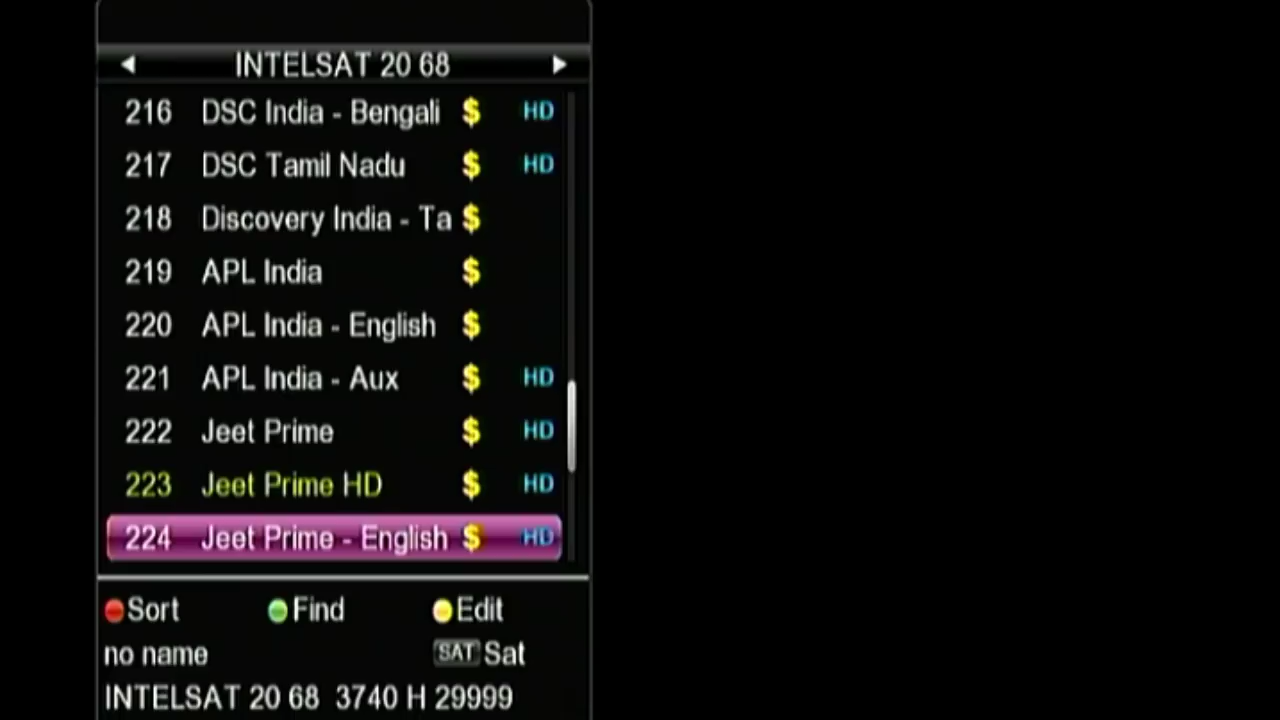 INTELSAT 20 68
216 DSC India - Bengali $ HD
217 DSC Tamil Nadu $ HD
218 Discovery India - Ta $
219 APL India $
220 APL India - English $
221 APL India - Aux $ HD
222 Jeet Prime $ HD
223 Jeet Prime HD $ HD
224 Jeet Prime - English $ HD
Sort Find Edit
no name SAT Sat
INTELSAT 20 68 3740 H 29999